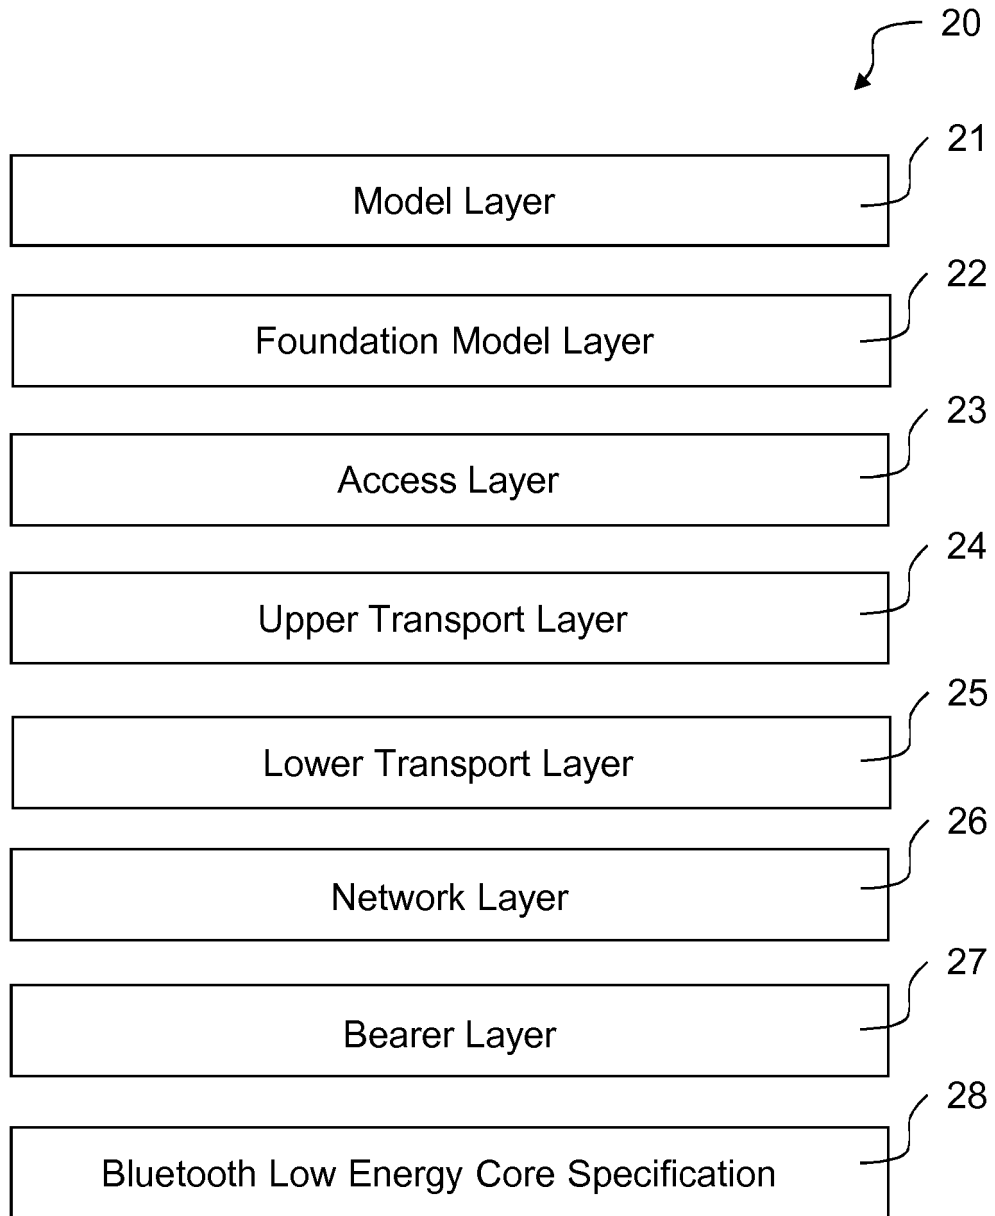 20
21
Model Layer
22
Foundation Model Layer
23
Access Layer
24
Upper Transport Layer
25
Lower Transport Layer
26
Network Layer
27
Bearer Layer
28
Bluetooth Low Energy Core Specification